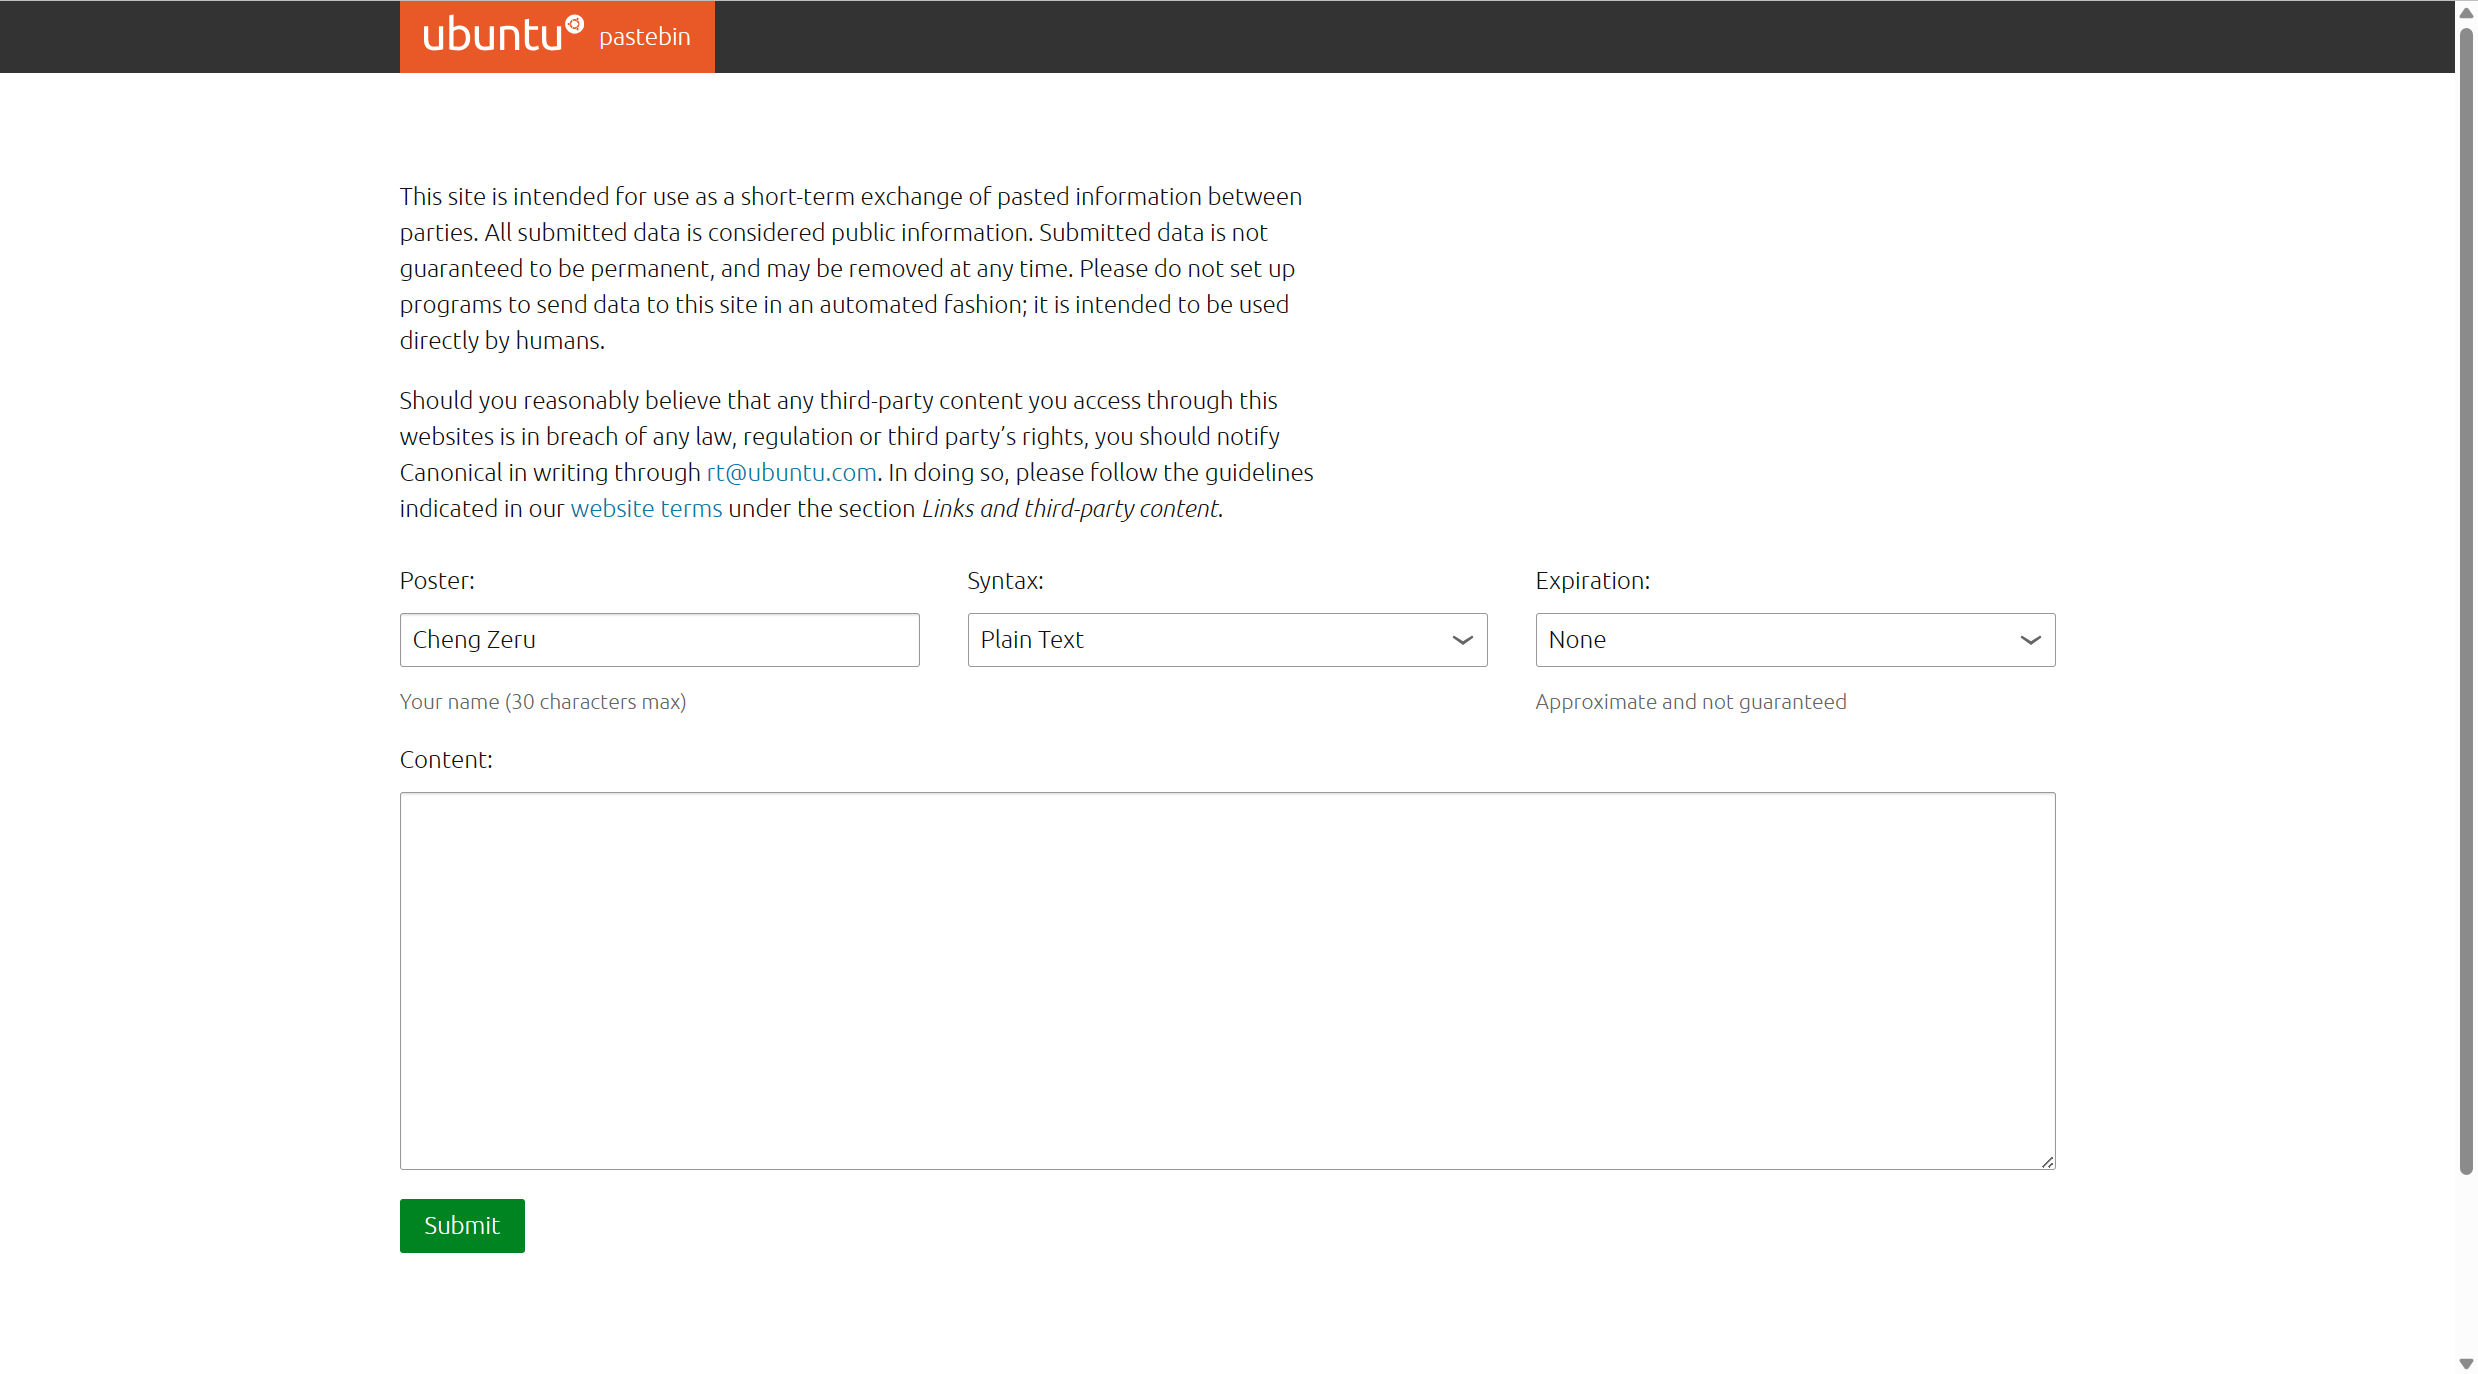 ubuntu pastebin
This site is intended for use as a short-term exchange of pasted information between
parties. All submitted data is considered public information. Submitted data is not
guaranteed to be permanent, and may be removed at any time. Please do not set up
programs to send data to this site in an automated fashion; it is intended to be used
directly by humans.
Should you reasonably believe that any third-party content you access through this
websites is in breach of any law, regulation or third party’s rights, you should notify
Canonical in writing through rt@ubuntu.com. In doing so, please follow the guidelines
indicated in our website terms under the section Links and third-party content.
Poster: Syntax: Expiration:
Cheng Zeru Plain Text None
Your name (30 characters max) Approximate and not guaranteed
Content:
Submit